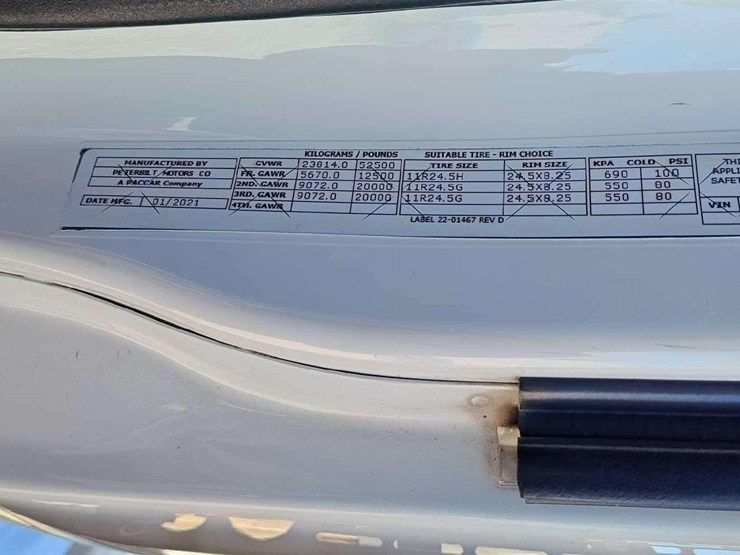 KILOGRAMS / POUNDS SUITABLE TIRE - RIM CHOICE
MANUFACTURED BY GVWR 23814.0 52500 TIRE SIZE RIM SIZE KPA COLD PSI
PETERBILT MOTORS CO FR. GAWR 5670.0 12500 11R24.5H 24.5X8.25 690 100
A PACCAR Company 2ND. GAWR 9072.0 20000 11R24.5G 24.5X8.25 550 80
3RD. GAWR 9072.0 20000 11R24.5G 24.5X8.25 550 80
DATE MFG. 01/2021 4TH. GAWR
LABEL 22-01467 REV D
THI
APPLI
SAFET
VIN